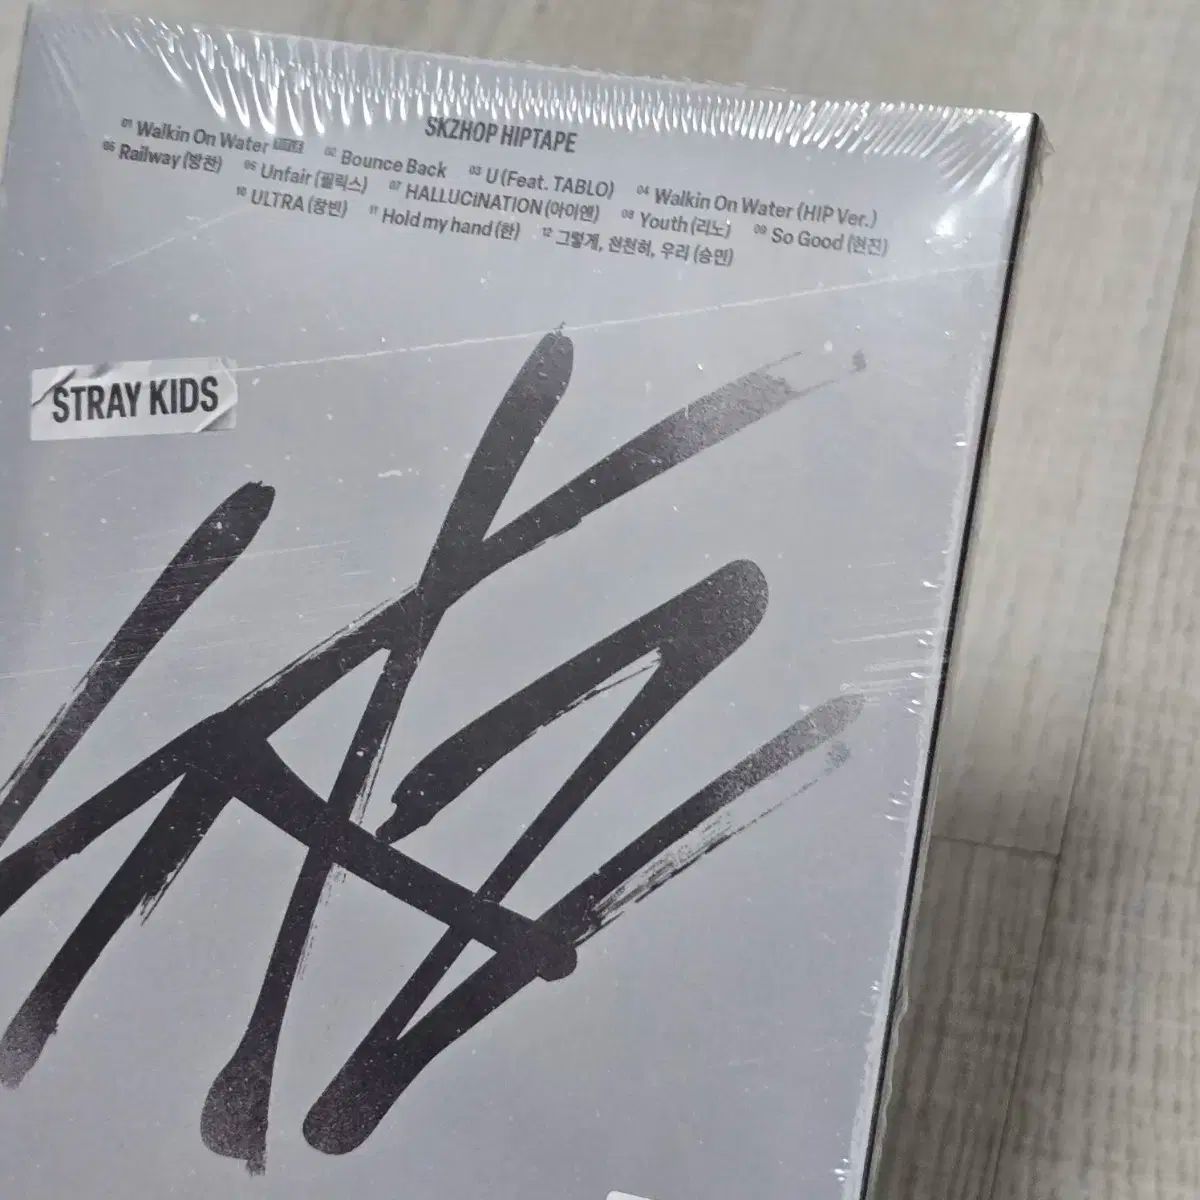 SKZHOP HIPTAPE
01 Walkin On Water TITLE 02 Bounce Back 03 U (Feat. TABLO) 04 Walkin On Water (HIP Ver.)
05 Railway (방찬) 06 Unfair (필릭스) 07 HALLUCINATION (아이엔) 08 Youth (리노) 09 So Good (현진)
10 ULTRA (창빈) 11 Hold my hand (한) 12 그렇게, 천천히, 우리 (승민)
STRAY KIDS